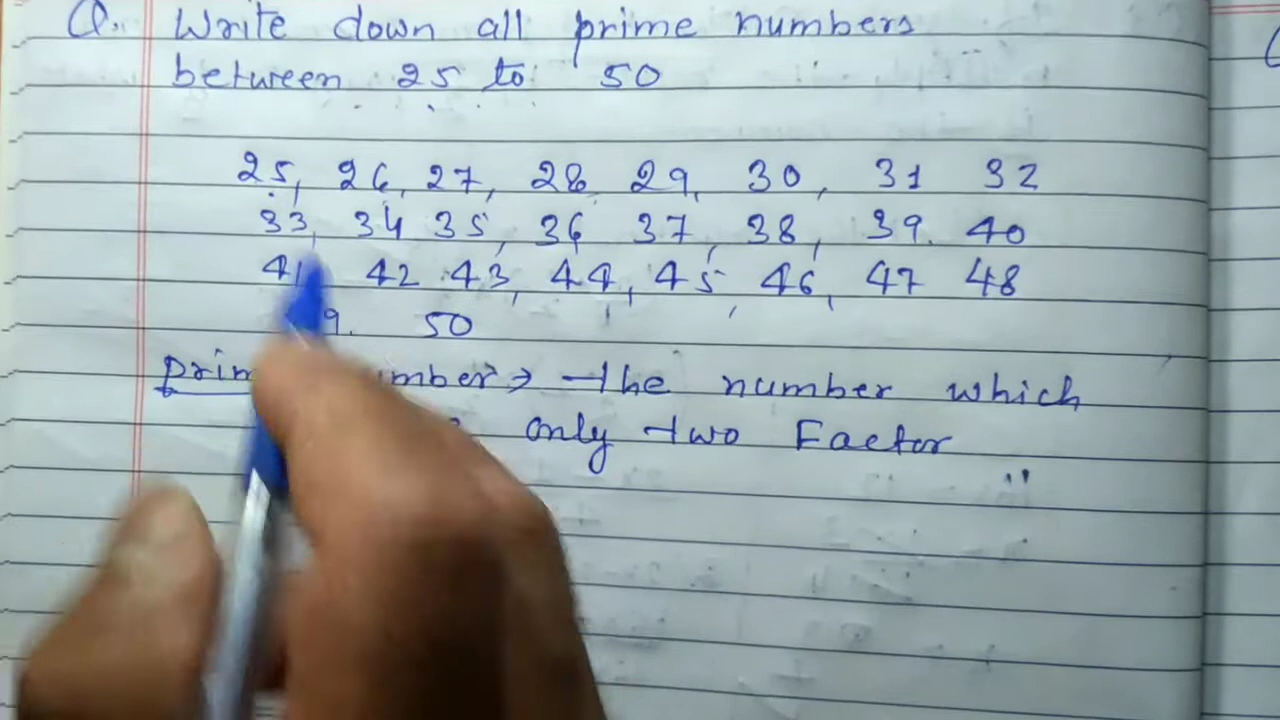 Q. Write down all prime numbers
between 25 to 50
25, 26, 27, 28 29, 30, 31 32
33, 34 35, 36 37, 38, 39. 40
41 42 43, 44, 45, 46, 47 48
9. 50
only two Factor
the number which